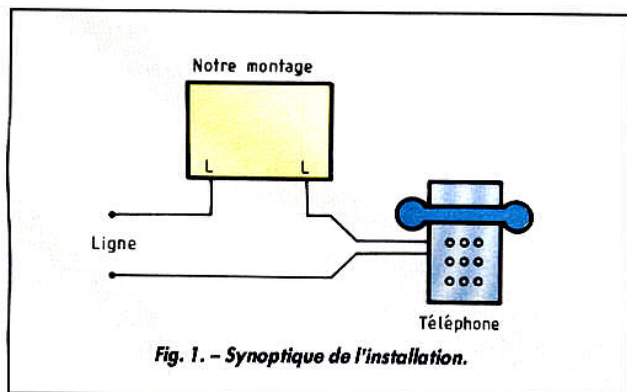 Notre montage
L L
Ligne
Téléphone
Fig. 1. – Synoptique de l'installation.